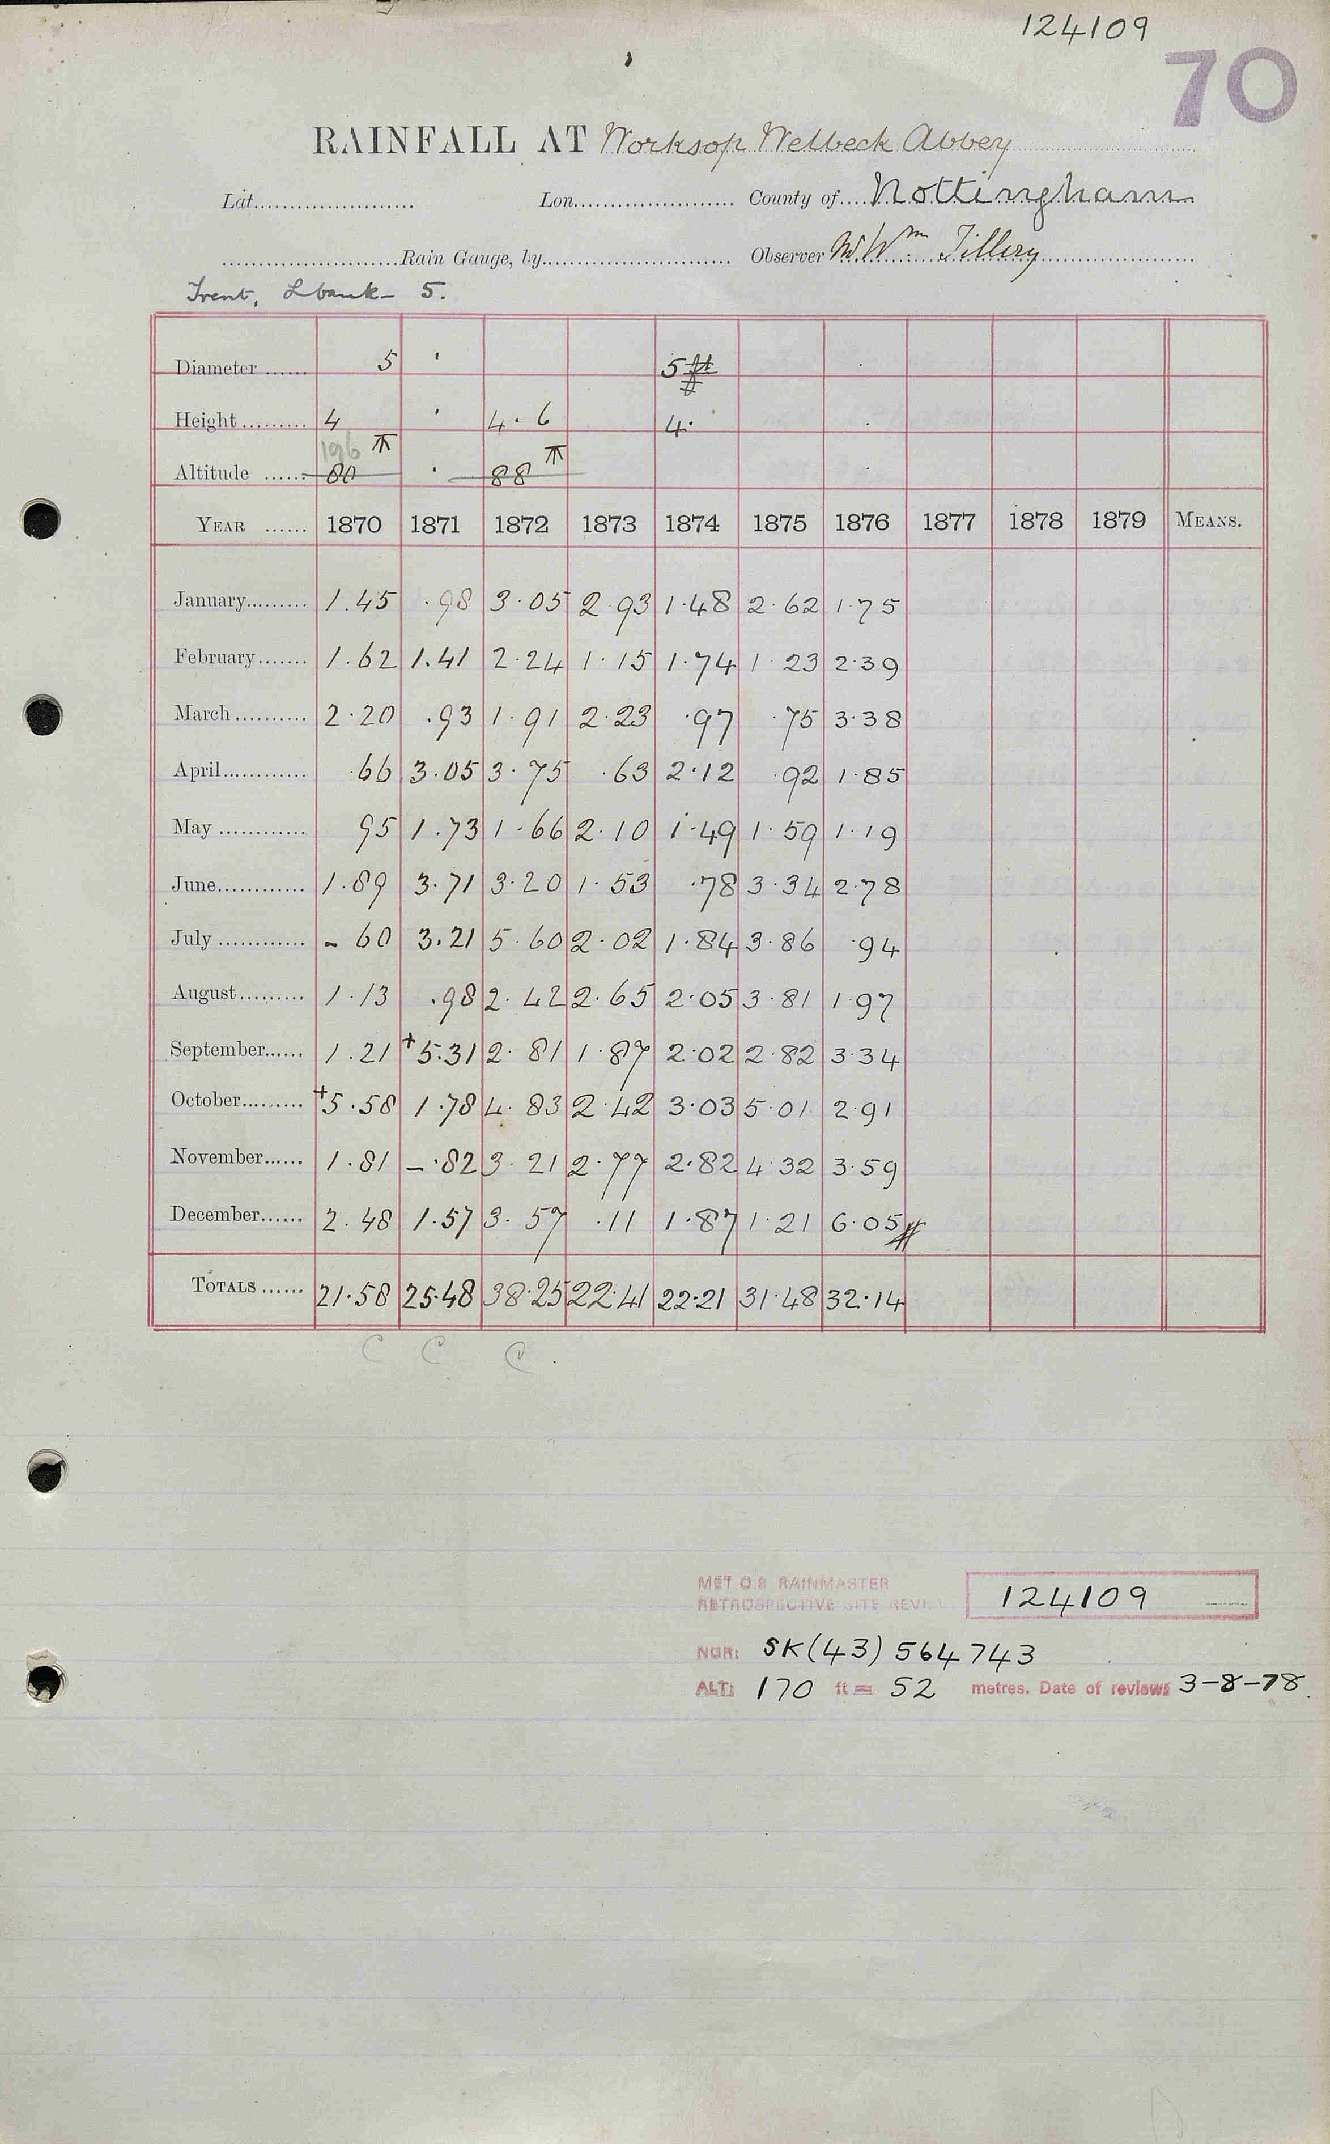 124109
70
RAINFALL AT Worksop Welbeck Abbey
Lat. Lon. County of Nottingham
Rain Gauge, by Observer Mr Wm Tillery
Trent, L bank - 5.
Diameter 5 · 5
Height 4 · 4·6 4·
196
Altitude 80 · 88
YEAR 1870 1871 1872 1873 1874 1875 1876 1877 1878 1879 MEANS.
January 1.45 .98 3.05 2.93 1.48 2.62 1.75
February 1.62 1.41 2.24 1.15 1.74 1.23 2.39
March 2.20 .93 1.91 2.23 .97 .75 3.38
April .66 3.05 3.75 .63 2.12 .92 1.85
May 95 1.73 1.66 2.10 1.49 1.59 1.19
June 1.89 3.71 3.20 1.53 .78 3.34 2.78
July - 60 3.21 5.60 2.02 1.84 3.86 .94
August 1.13 .98 2.42 2.65 2.05 3.81 1.97
September 1.21 +5.31 2.81 1.87 2.02 2.82 3.34
October +5.58 1.78 4.83 2.42 3.03 5.01 2.91
November 1.81 -.82 3.21 2.77 2.82 4.32 3.59
December 2.48 1.57 3.57 .11 1.87 1.21 6.05
TOTALS 21.58 25.48 38.25 22.41 22.21 31.48 32.14
C C C
MET O.8 RAINMASTER
RETROSPECTIVE SITE REVIEW 124109
NGR: SK(43) 564743
ALT: 170 ft = 52 metres. Date of review: 3-8-78.